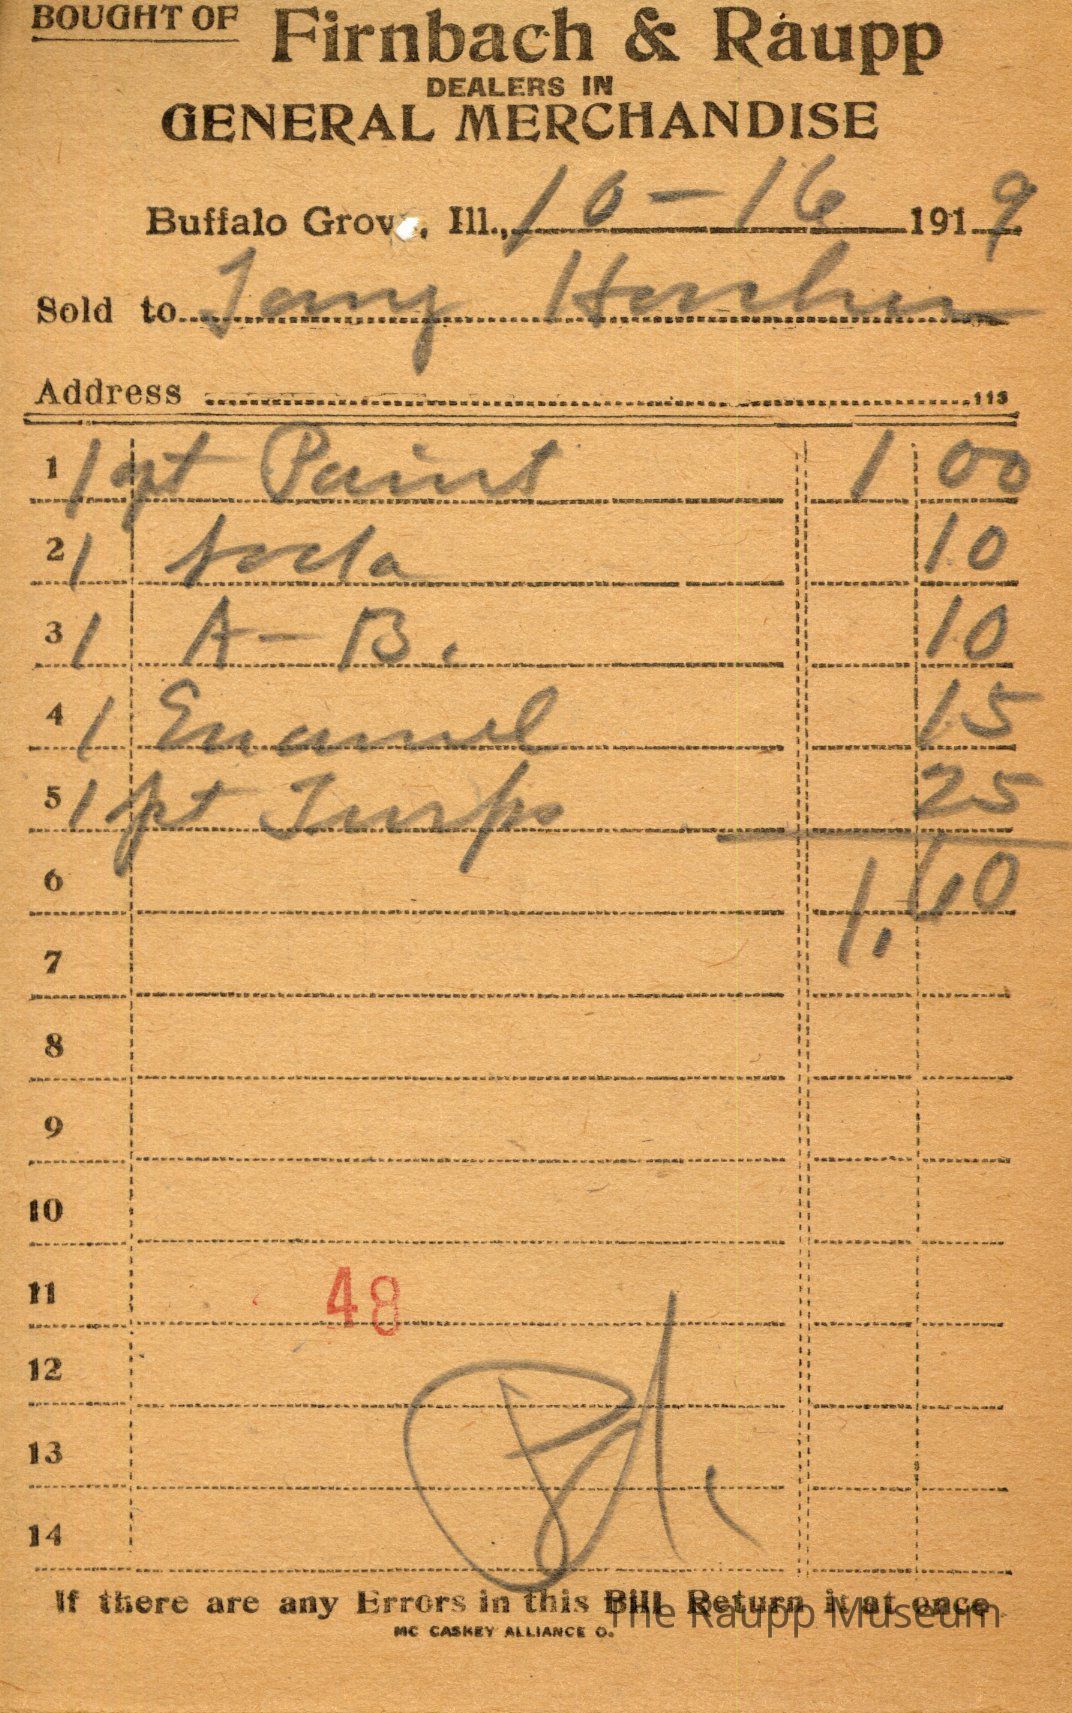 BOUGHT OF Firnbach & Raupp
DEALERS IN
GENERAL MERCHANDISE
Buffalo Grove, Ill., 10-16 1919
Sold to Tony
Address 113
1 1 qt Paint 1 00
2 1 Soda 10
3 1 A-B. 10
4 1 Enamel 15
5 1 pt Turps 25
6 1.60
7
8
9
10
11 48
12
13
14
If there are any Errors in this Bill Return it at once
The Raupp Museum
MC CASKEY ALLIANCE O.